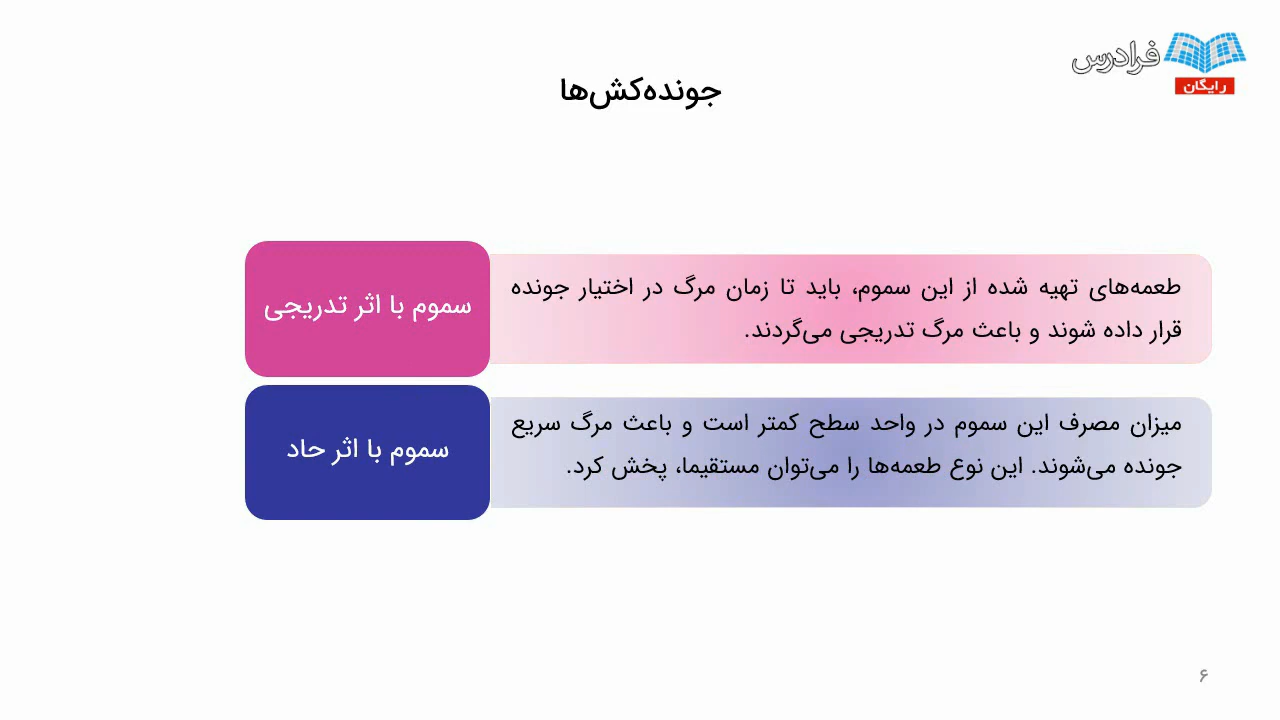 فرادرس
رایگان
جونده‌کش‌ها
سموم با اثر تدریجی
طعمه‌های تهیه شده از این سموم، باید تا زمان مرگ در اختیار جونده
قرار داده شوند و باعث مرگ تدریجی می‌گردند.
سموم با اثر حاد
میزان مصرف این سموم در واحد سطح کمتر است و باعث مرگ سریع
جونده می‌شوند. این نوع طعمه‌ها را می‌توان مستقیما، پخش کرد.
۶